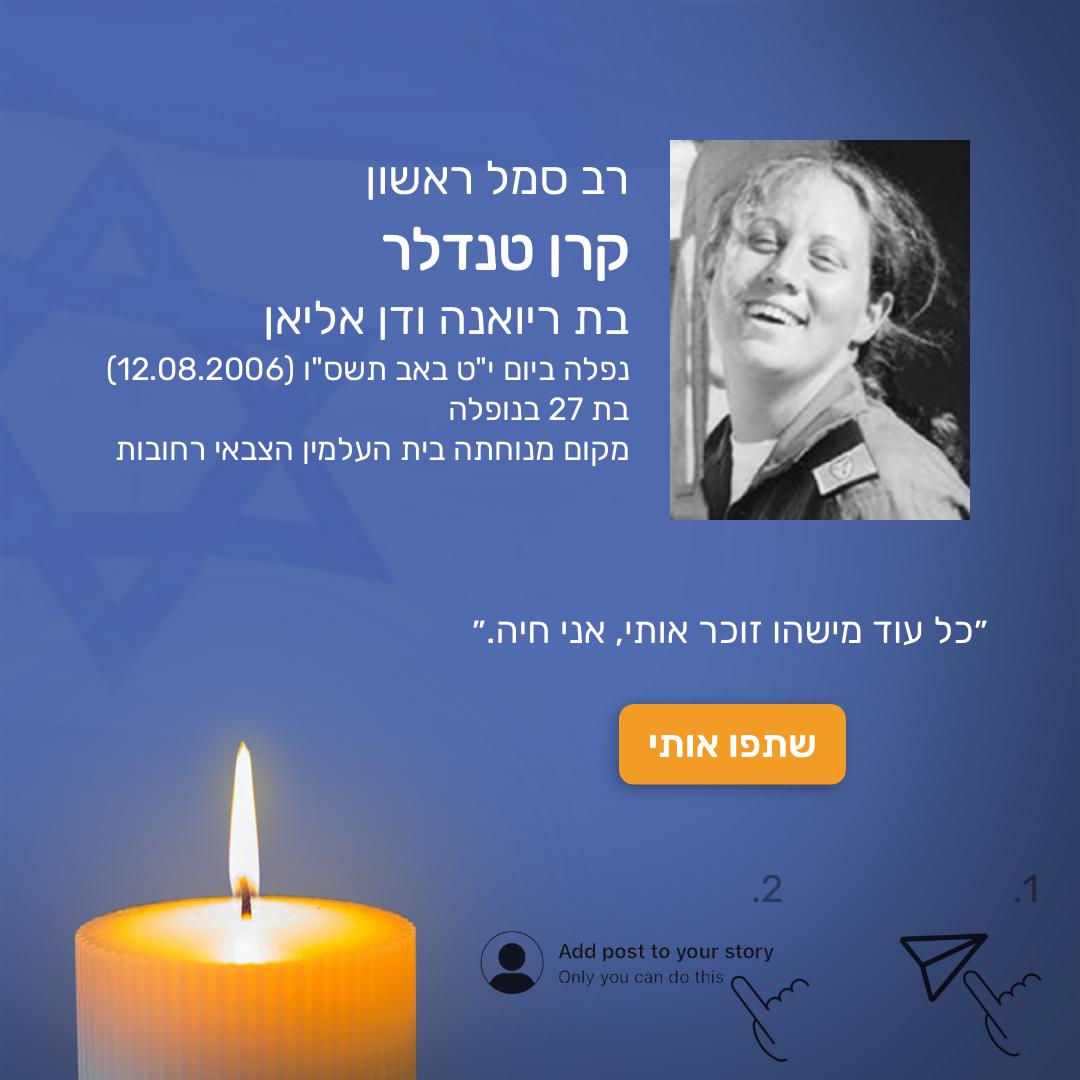 רב סמל ראשון
קרן טנדלר
בת ריואנה ודן אליאן
נפלה ביום י"ט באב תשס"ו (12.08.2006)
בת 27 בנופלה
מקום מנוחתה בית העלמין הצבאי רחובות
״כל עוד מישהו זוכר אותי, אני חיה.״
שתפו אותי
.1
.2
Add post to your story
Only you can do this